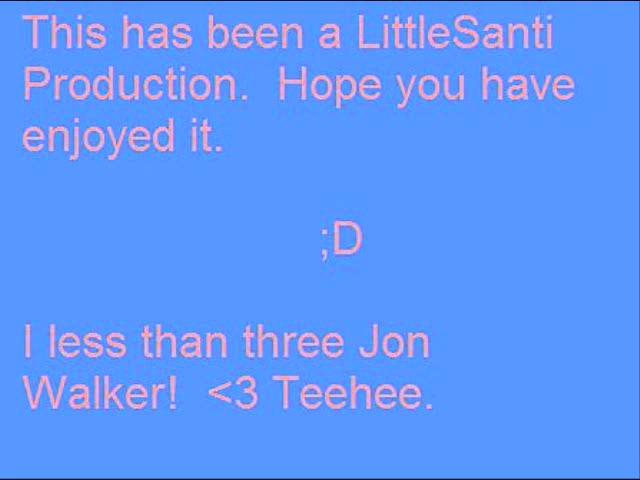 This has been a LittleSanti
Production.  Hope you have
enjoyed it.
;D
I less than three Jon
Walker!  <3 Teehee.